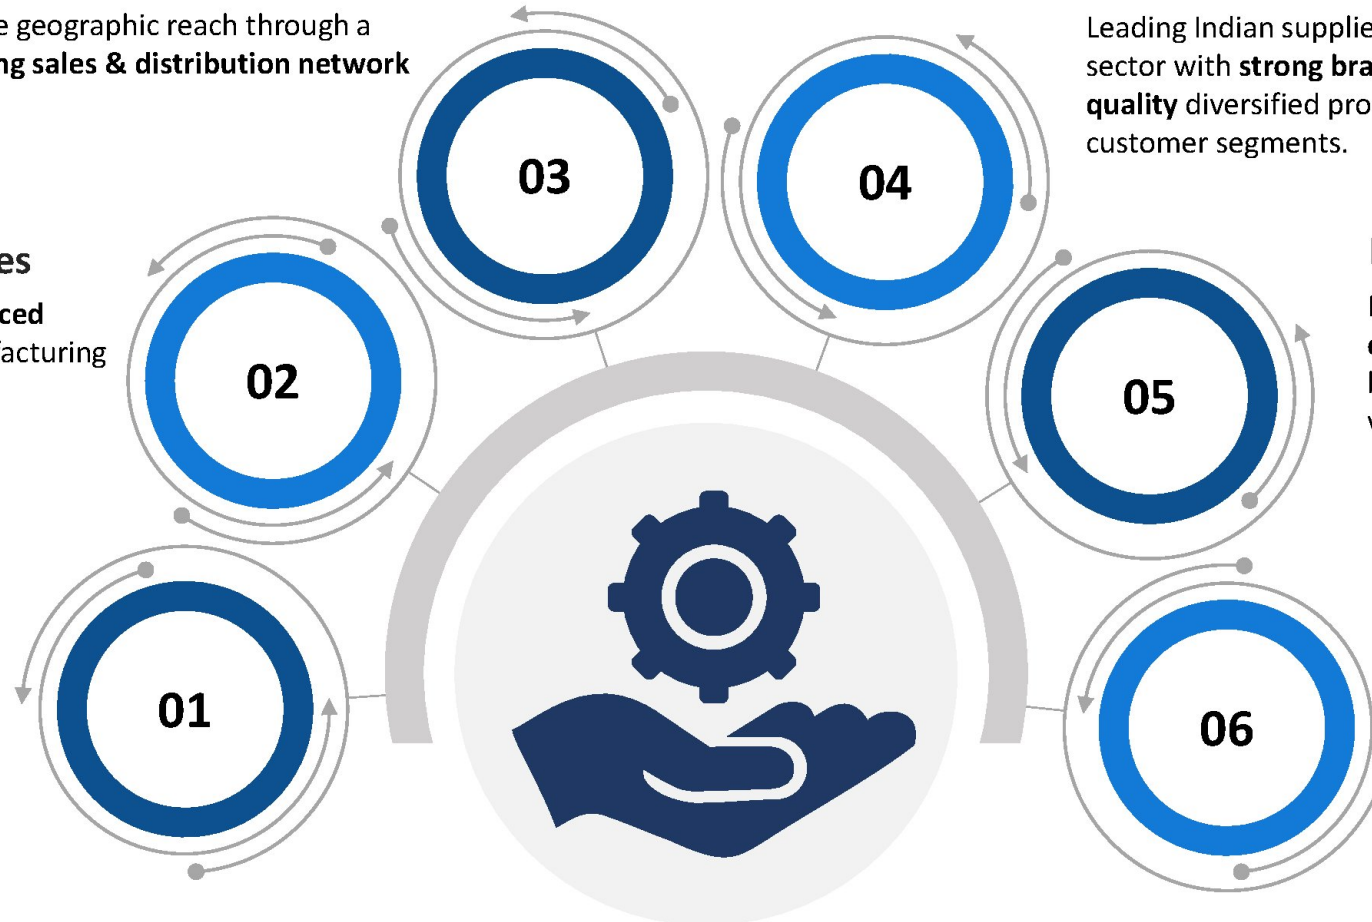 e geographic reach through a
ng sales & distribution network
Leading Indian supplie
sector with strong bra
quality diversified pro
customer segments.
03
04
es
ced
facturing
02
05
01
06